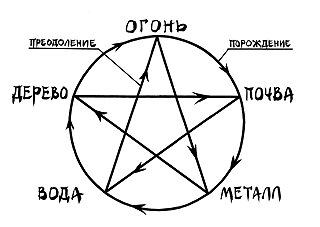 ОГОНЬ
ПРЕОДОЛЕНИЕ
ПОРОЖДЕНИЕ
ДЕРЕВО
ПОЧВА
ВОДА
МЕТАЛЛ